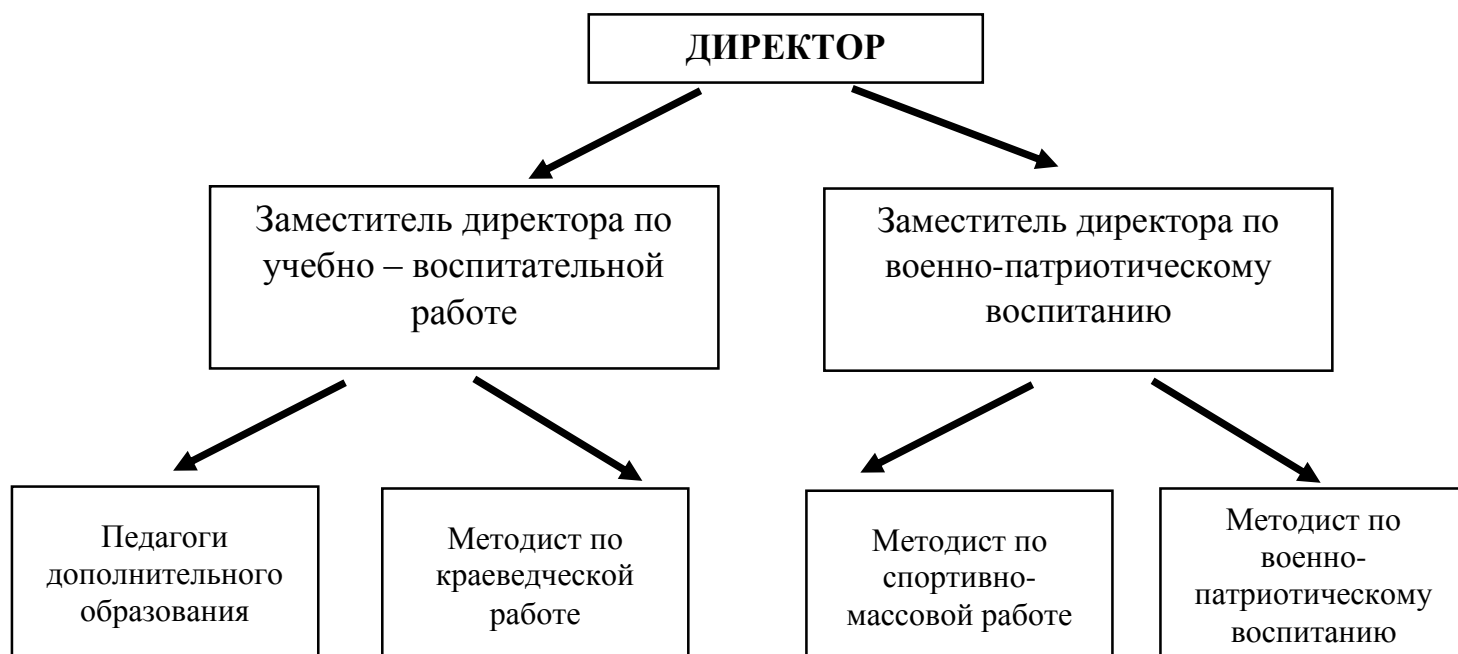 ДИРЕКТОР
Заместитель директора по
учебно – воспитательной
работе
Заместитель директора по
военно-патриотическому
воспитанию
Педагоги
дополнительного
образования
Методист по
краеведческой
работе
Методист по
спортивно-
массовой работе
Методист по
военно-
патриотическому
воспитанию